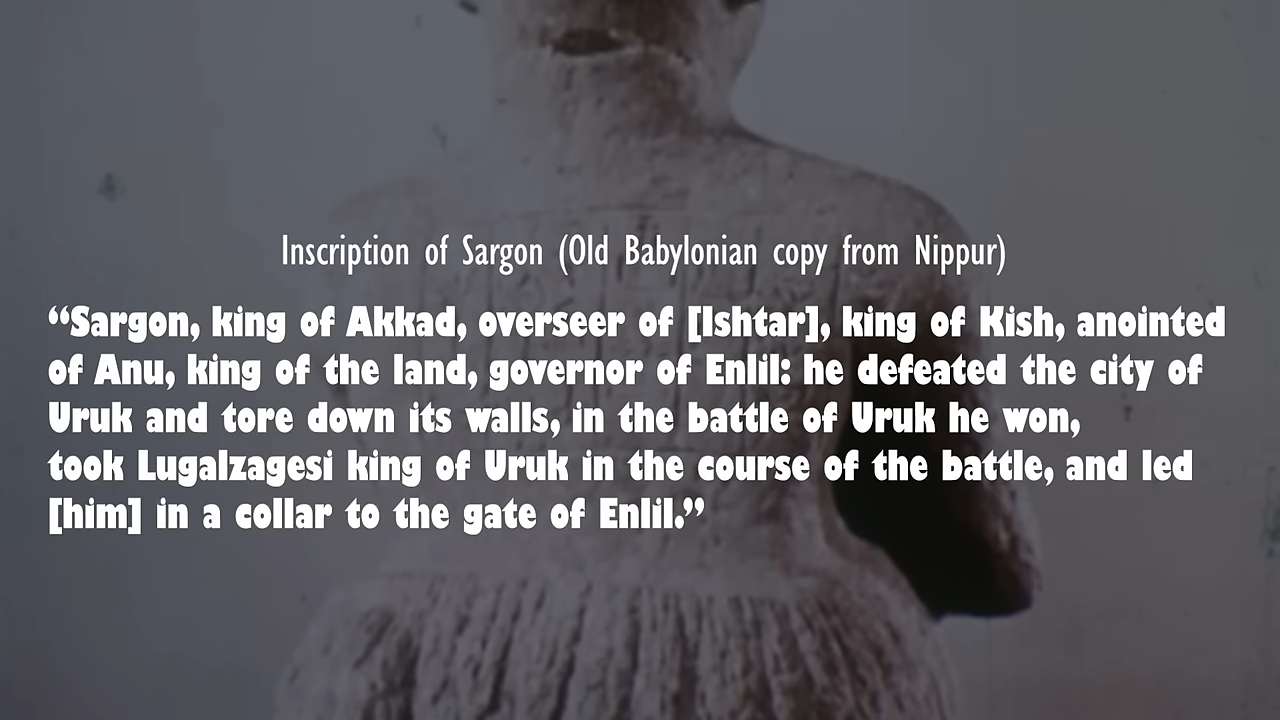 Inscription of Sargon (Old Babylonian copy from Nippur)
“Sargon, king of Akkad, overseer of [Ishtar], king of Kish, anointed
of Anu, king of the land, governor of Enlil: he defeated the city of
Uruk and tore down its walls, in the battle of Uruk he won,
took Lugalzagesi king of Uruk in the course of the battle, and led
[him] in a collar to the gate of Enlil.”